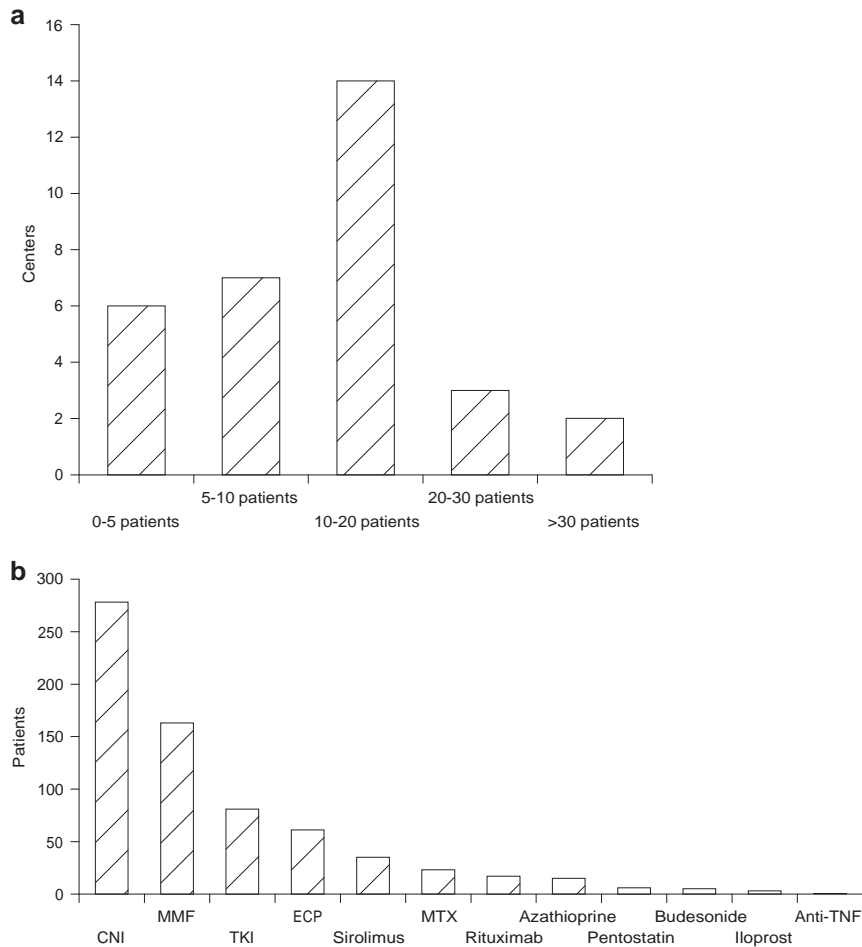 a
16
14
12
10
8
6
4
2
0
Centers
5-10 patients
20-30 patients
0-5 patients
10-20 patients
>30 patients
b
300
250
200
150
100
50
0
Patients
MMF
ECP
MTX
Azathioprine
Budesonide
Anti-TNF
CNI
TKI
Sirolimus
Rituximab
Pentostatin
Iloprost